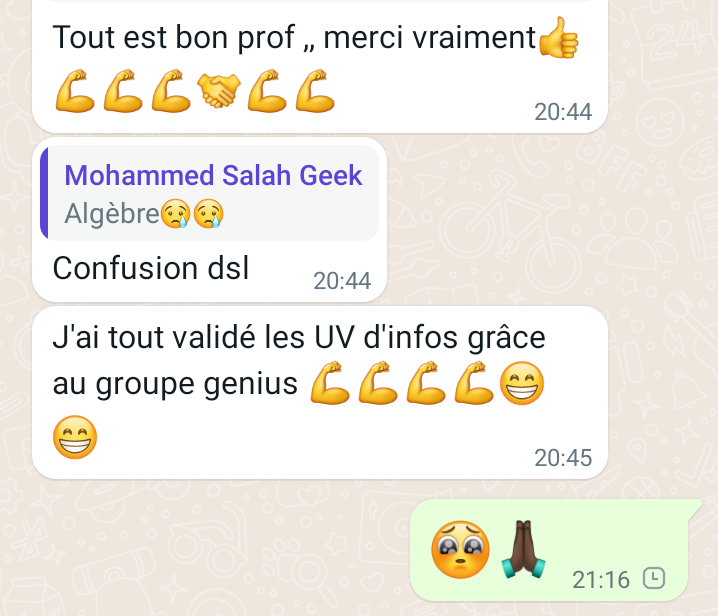 Tout est bon prof ,, merci vraiment👍
💪💪💪🤝💪💪
20:44
Mohammed Salah Geek
Algèbre😢😢
Confusion dsl
20:44
J'ai tout validé les UV d'infos grâce
au groupe genius 💪💪💪💪😁
😁
20:45
🥺🙏🏿
21:16